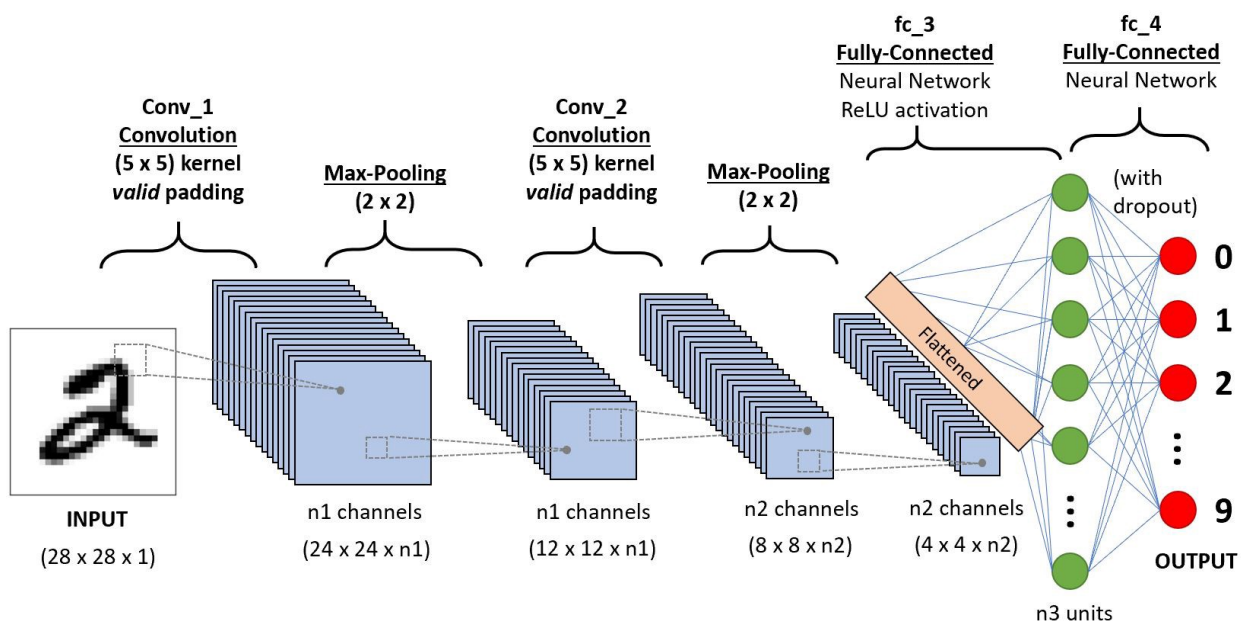 Conv_1
Convolution
(5 x 5) kernel
valid padding
Max-Pooling
(2 x 2)
Conv_2
Convolution
(5 x 5) kernel
valid padding
Max-Pooling
(2 x 2)
fc_3
Fully-Connected
Neural Network
ReLU activation
fc_4
Fully-Connected
Neural Network
(with
dropout)
2
INPUT
(28 x 28 x 1)
n1 channels
(24 x 24 x n1)
n1 channels
(12 x 12 x n1)
n2 channels
(8 x 8 x n2)
n2 channels
(4 x 4 x n2)
Flattened
n3 units
0
1
2
9
OUTPUT